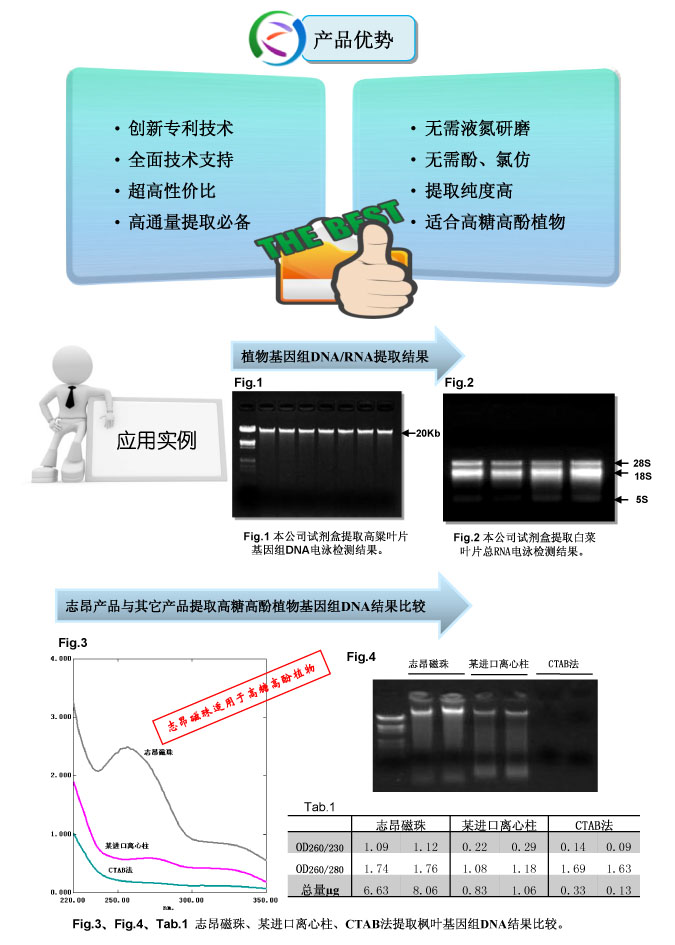 产品优势
· 创新专利技术
· 全面技术支持
· 超高性价比
· 高通量提取必备
· 无需液氮研磨
· 无需酚、氯仿
· 提取纯度高
· 适合高糖高酚植物
THE BEST
植物基因组DNA/RNA提取结果
应用实例
Fig.1
20Kb
Fig.1 本公司试剂盒提取高粱叶片
基因组DNA电泳检测结果。
Fig.2
28S
18S
5S
Fig.2 本公司试剂盒提取白菜
叶片总RNA电泳检测结果。
志昂产品与其它产品提取高糖高酚植物基因组DNA结果比较
Fig.3
4.000
3.000
2.000
1.000
0.000
220.00 250.00 300.00 350.00
nm.
志昂磁珠适用于高糖高酚植物
志昂磁珠
某进口离心柱
CTAB法
Fig.4
志昂磁珠 某进口离心柱 CTAB法
Tab.1
志昂磁珠 某进口离心柱 CTAB法
OD260/230 1.09 1.12 0.22 0.29 0.14 0.09
OD260/280 1.74 1.76 1.08 1.18 1.69 1.63
总量μg 6.63 8.06 0.83 1.06 0.33 0.13
Fig.3、Fig.4、Tab.1 志昂磁珠、某进口离心柱、CTAB法提取枫叶基因组DNA结果比较。